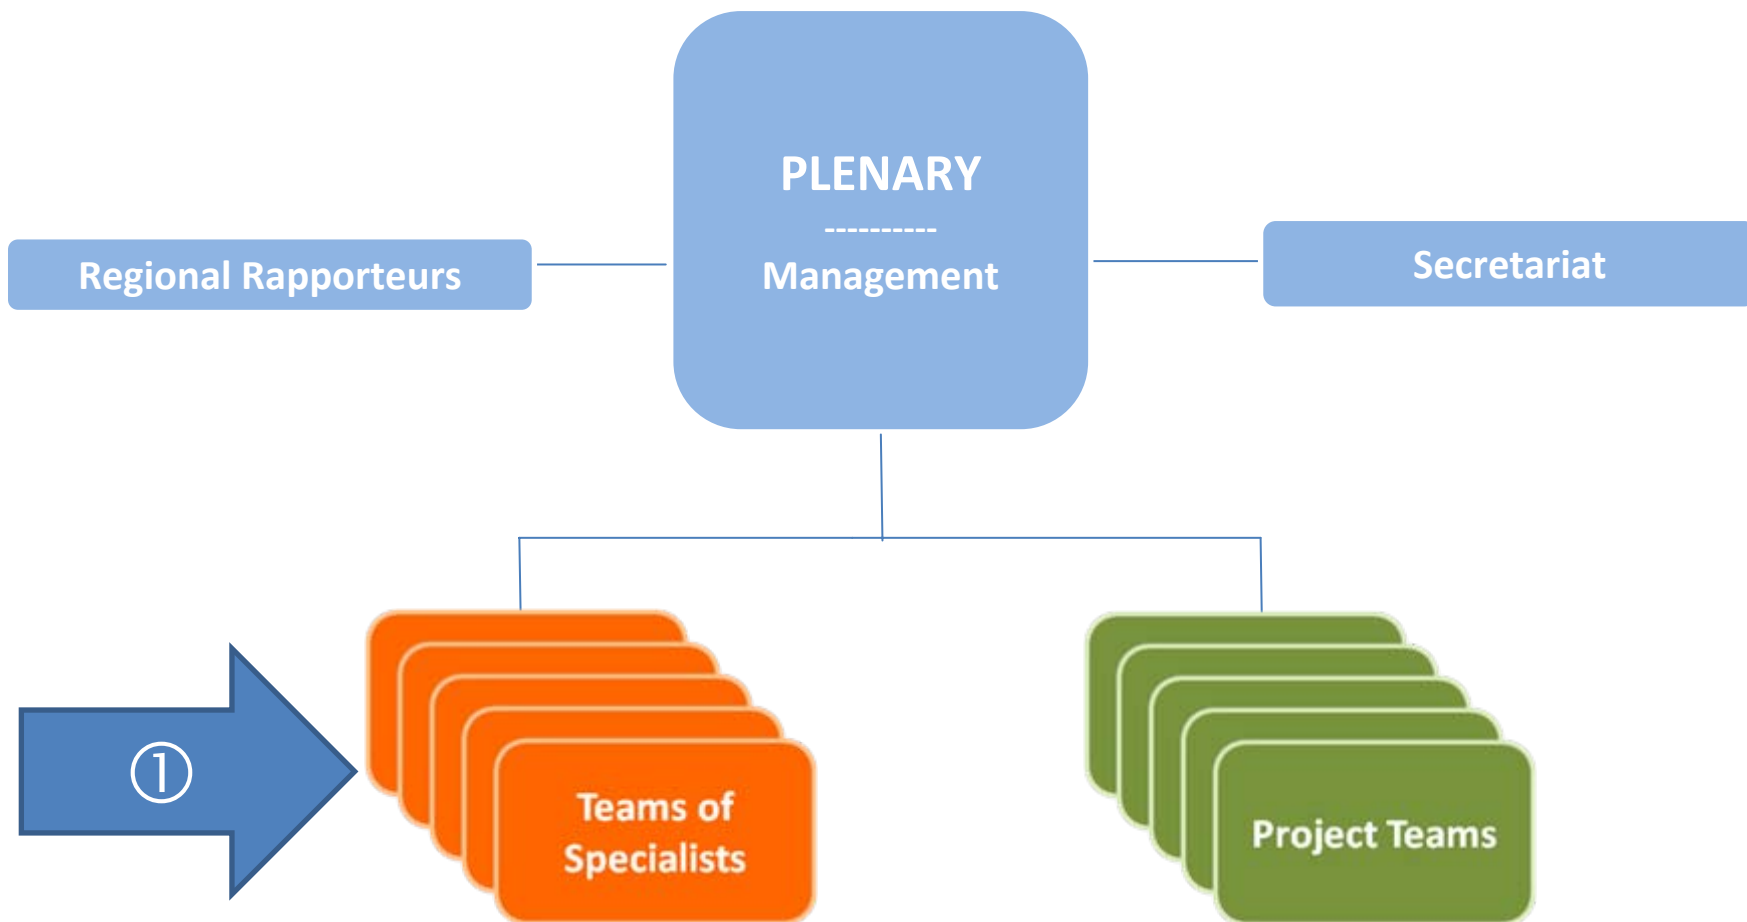 PLENARY
----------
Management
Regional Rapporteurs
Secretariat
①
Teams of
Specialists
Project Teams